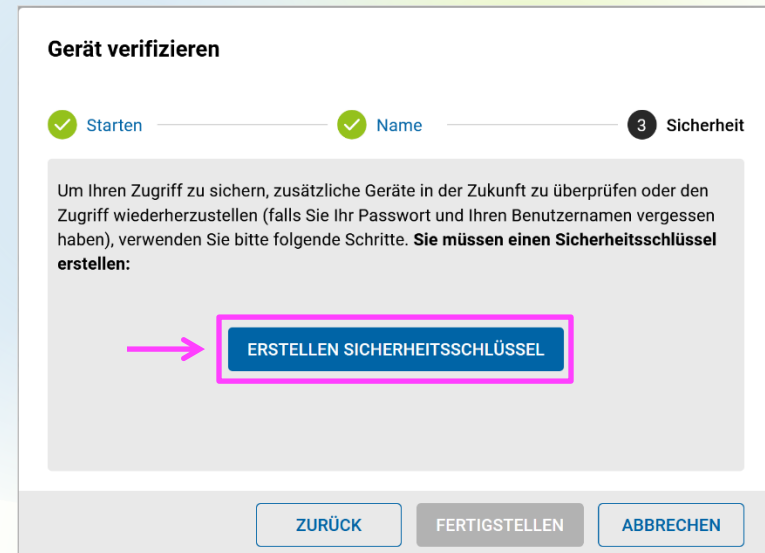 Gerät verifizieren
Starten
Name
3 Sicherheit
Um Ihren Zugriff zu sichern, zusätzliche Geräte in der Zukunft zu überprüfen oder den
Zugriff wiederherzustellen (falls Sie Ihr Passwort und Ihren Benutzernamen vergessen
haben), verwenden Sie bitte folgende Schritte. Sie müssen einen Sicherheitsschlüssel
erstellen:
ERSTELLEN SICHERHEITSSCHLÜSSEL
ZURÜCK
FERTIGSTELLEN
ABBRECHEN